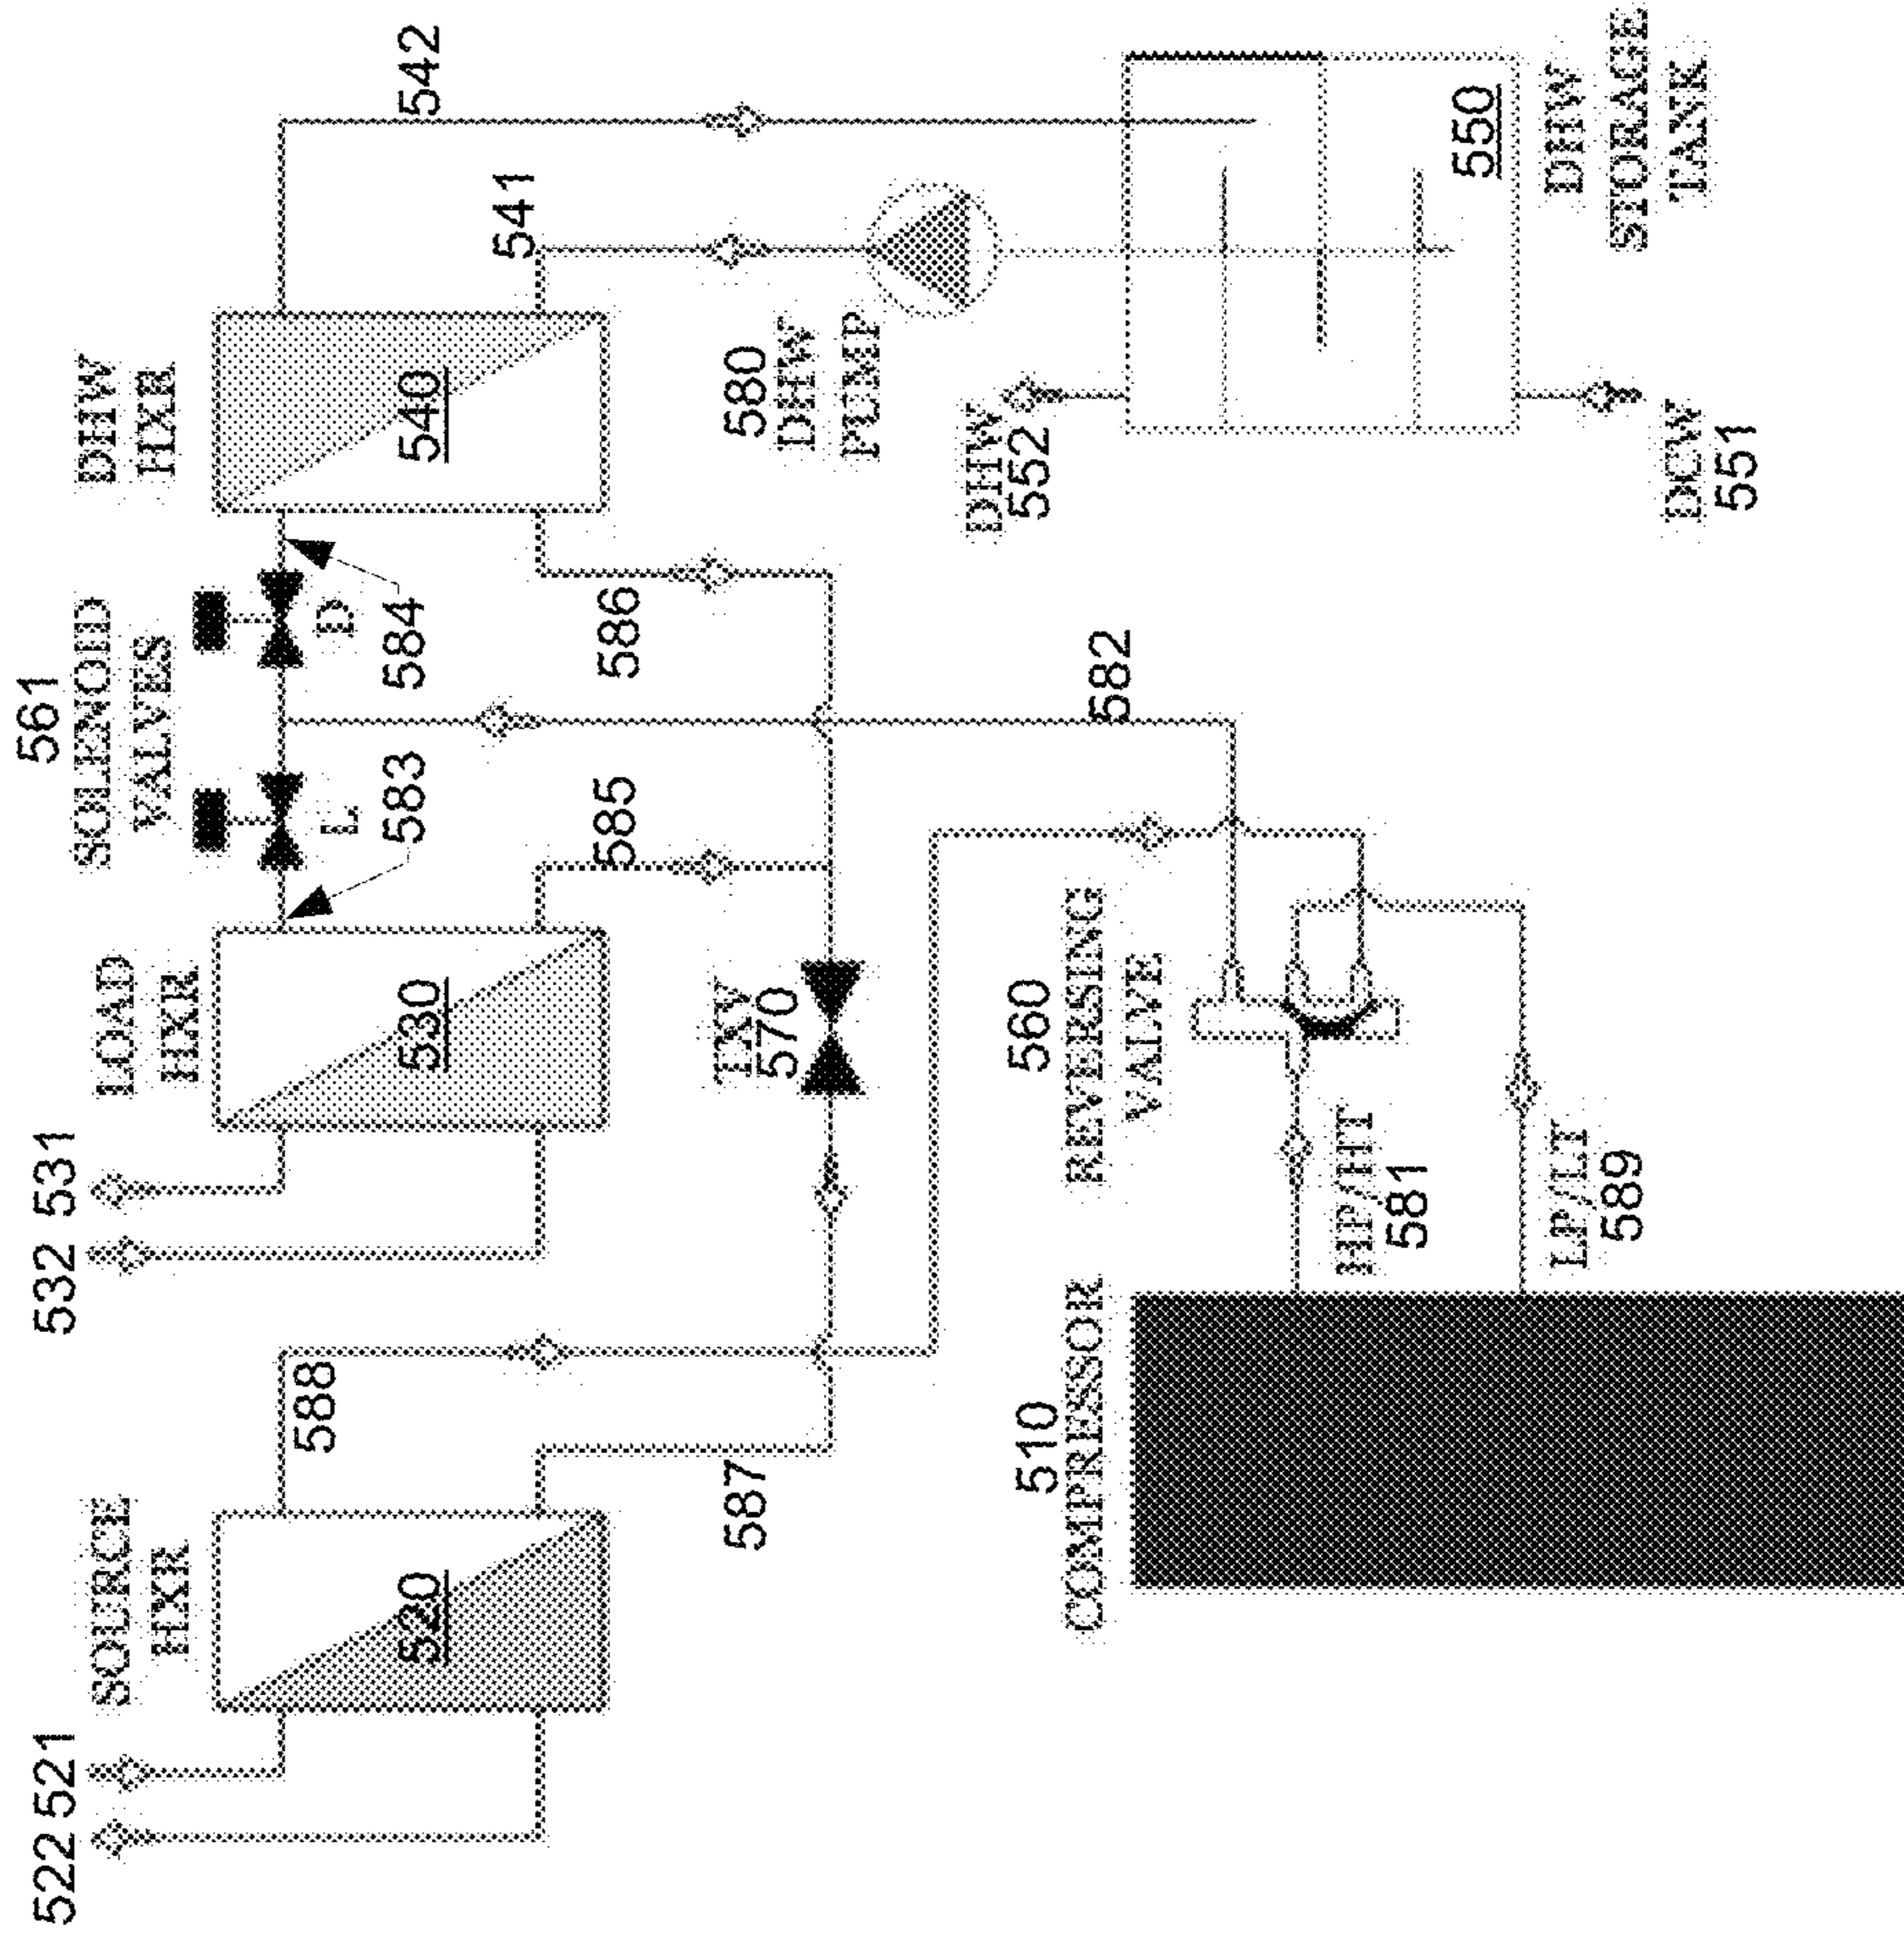 522 521
SOURCE
HXR
520
588
587
532 531
LOAD
HXR
530
561
SOLENOID
VALVES
L
D
583
584
585
586
DHW
HXR
540
541
542
TXV
570
582
580
DHW
PUMP
510
COMPRESSOR
560
REVERSING
VALVE
HP/HT
581
LP/LT
589
DHW
552
550
DHW
STORAGE
TANK
DCW
551